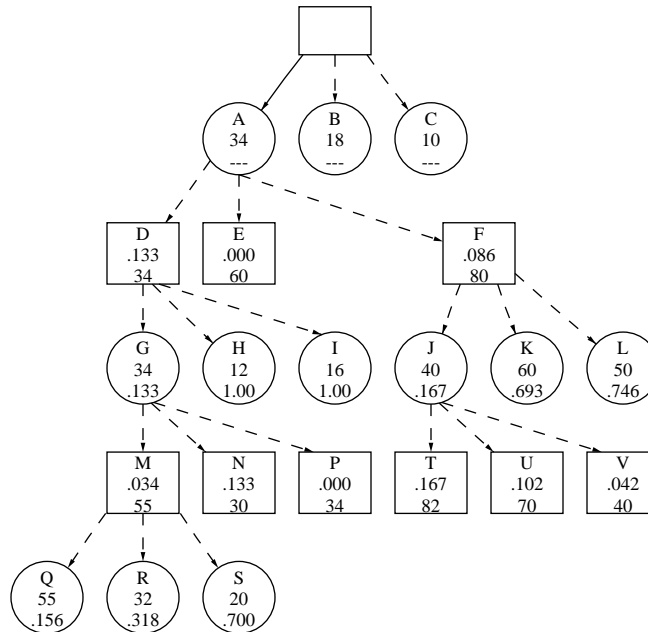 A
34
---
B
18
---
C
10
---
D
.133
34
E
.000
60
F
.086
80
G
34
.133
H
12
1.00
I
16
1.00
J
40
.167
K
60
.693
L
50
.746
M
.034
55
N
.133
30
P
.000
34
T
.167
82
U
.102
70
V
.042
40
Q
55
.156
R
32
.318
S
20
.700